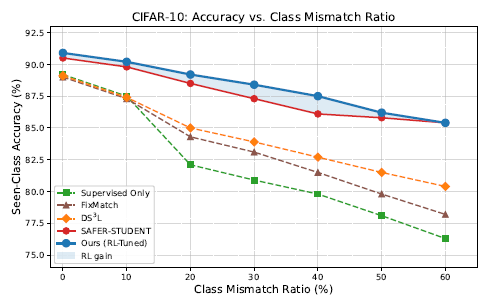 CIFAR-10: Accuracy vs. Class Mismatch Ratio
Seen-Class Accuracy (%)
92.5
90.0
87.5
85.0
82.5
80.0
77.5
75.0
Supervised Only
FixMatch
DS³L
SAFER-STUDENT
Ours (RL-Tuned)
RL gain
0 10 20 30 40 50 60
Class Mismatch Ratio (%)